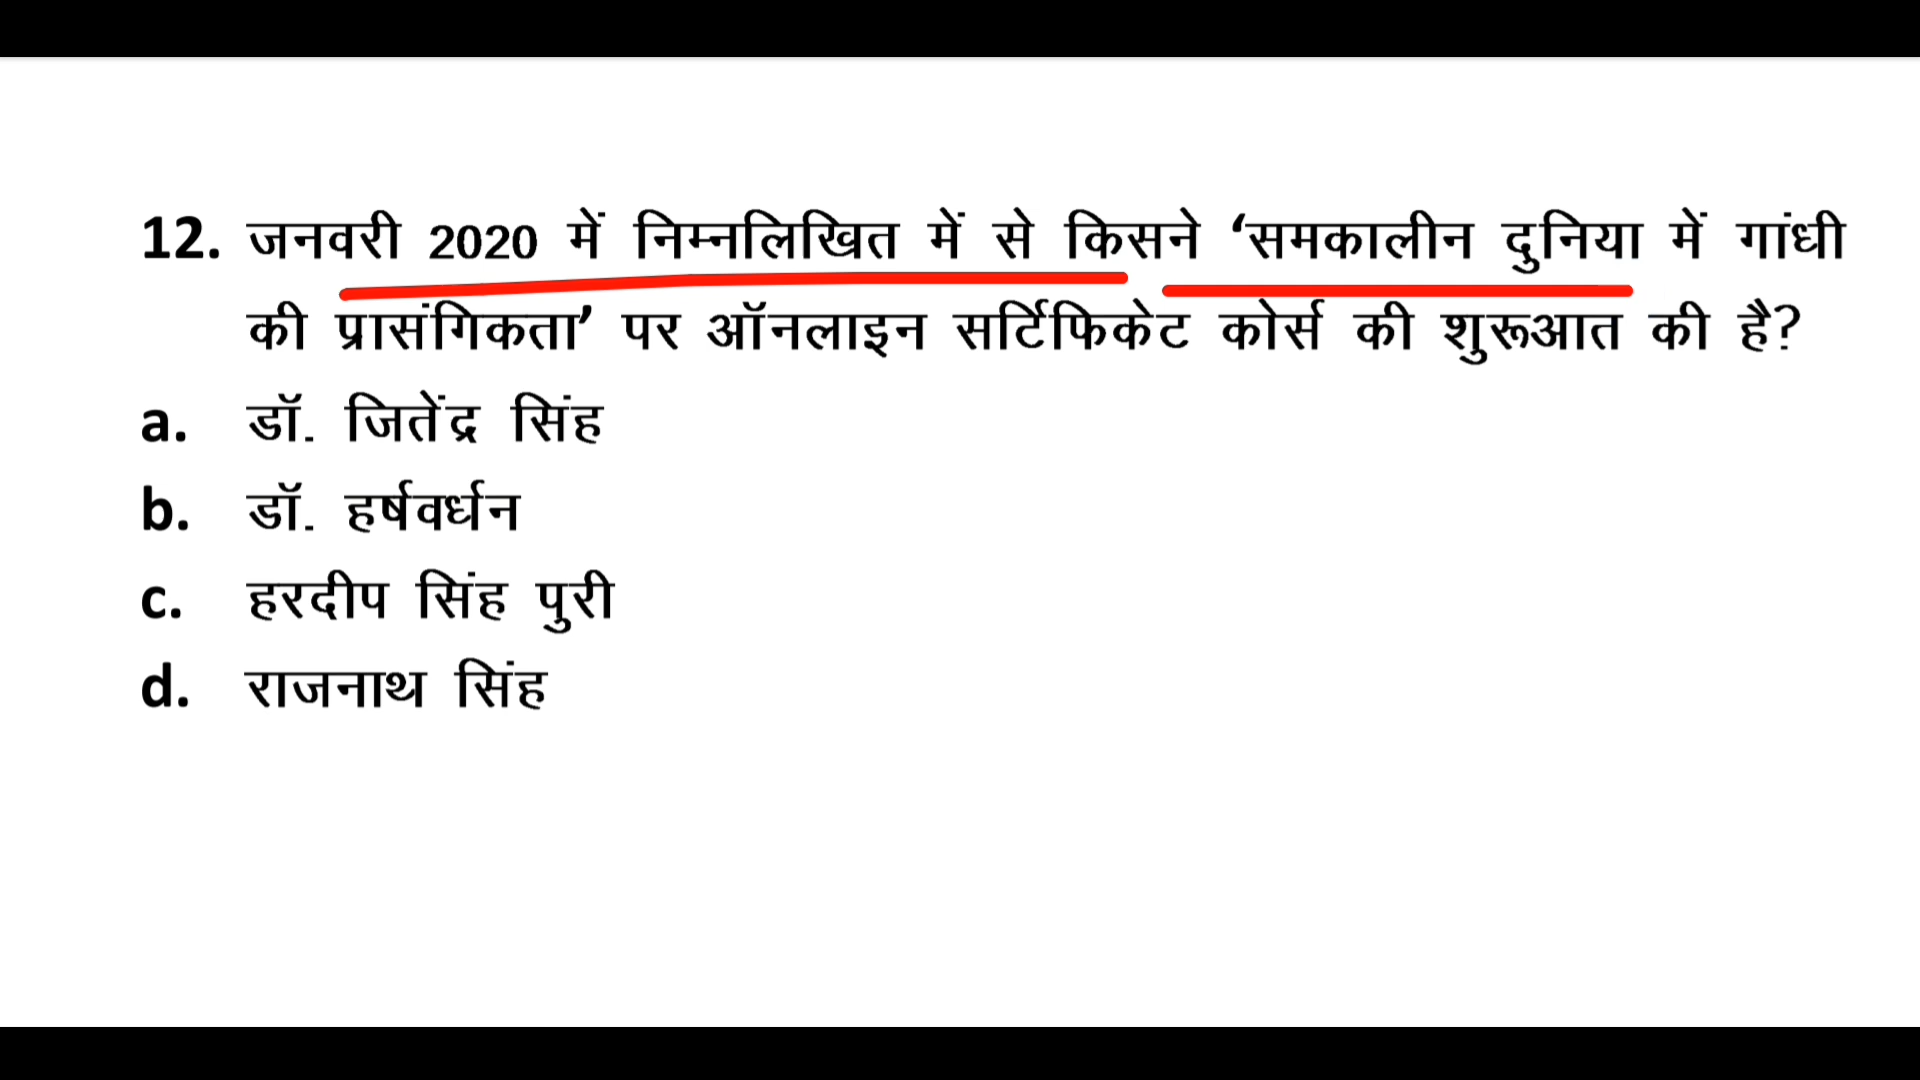 12. जनवरी 2020 में निम्नलिखित में से किसने ‘समकालीन दुनिया में गांधी
की प्रासंगिकता’ पर ऑनलाइन सर्टिफिकेट कोर्स की शुरूआत की है?
a. डॉ. जितेंद्र सिंह
b. डॉ. हर्षवर्धन
c. हरदीप सिंह पुरी
d. राजनाथ सिंह